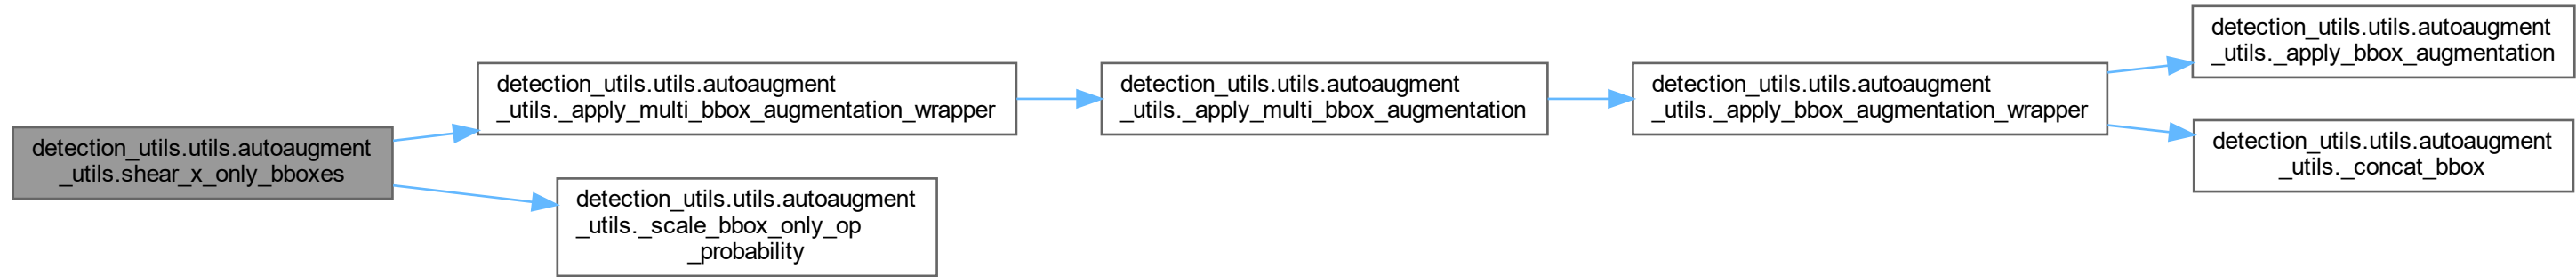 detection_utils.utils.autoaugment
_utils.shear_x_only_bboxes
detection_utils.utils.autoaugment
_utils._apply_multi_bbox_augmentation_wrapper
detection_utils.utils.autoaugment
_utils._scale_bbox_only_op
_probability
detection_utils.utils.autoaugment
_utils._apply_multi_bbox_augmentation
detection_utils.utils.autoaugment
_utils._apply_bbox_augmentation_wrapper
detection_utils.utils.autoaugment
_utils._apply_bbox_augmentation
detection_utils.utils.autoaugment
_utils._concat_bbox